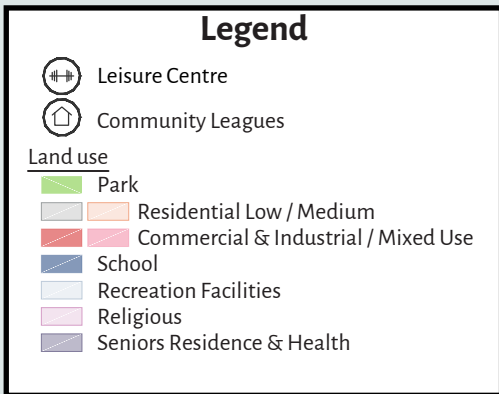 Legend
Leisure Centre
Community Leagues
Land use
Park
Residential Low / Medium
Commercial & Industrial / Mixed Use
School
Recreation Facilities
Religious
Seniors Residence & Health